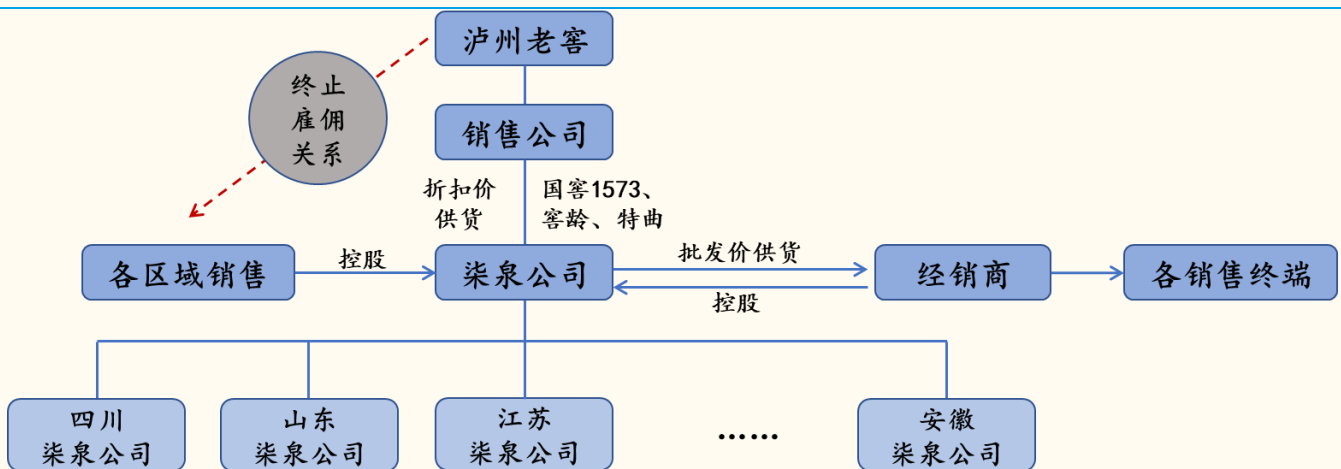 泸州老窖
终止
雇佣
关系
销售公司
折扣价
供货
国窖1573、
窖龄、特曲
各区域销售
控股
柒泉公司
批发价供货
控股
经销商
各销售终端
四川
柒泉公司
山东
柒泉公司
江苏
柒泉公司
……
安徽
柒泉公司